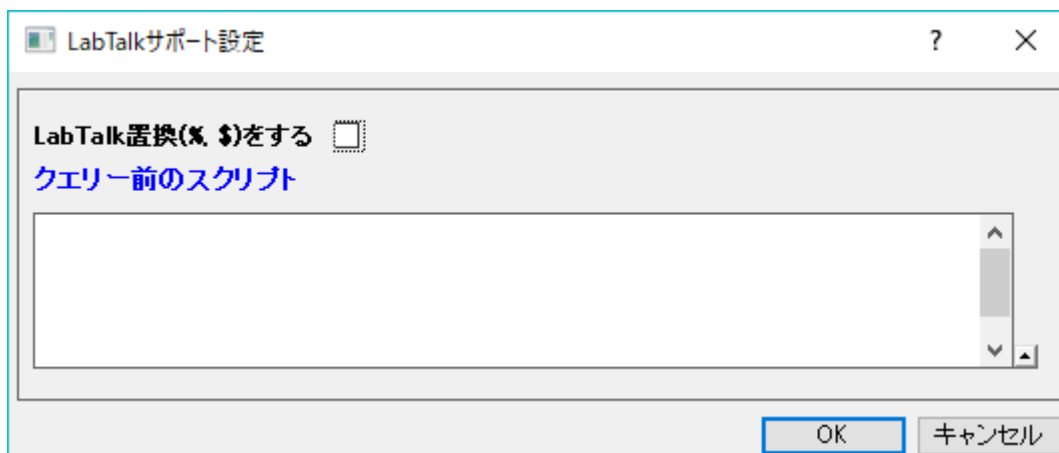 LabTalkサポート設定
?
LabTalk置換(%, $)をする
クエリー前のスクリプト
OK
キャンセル